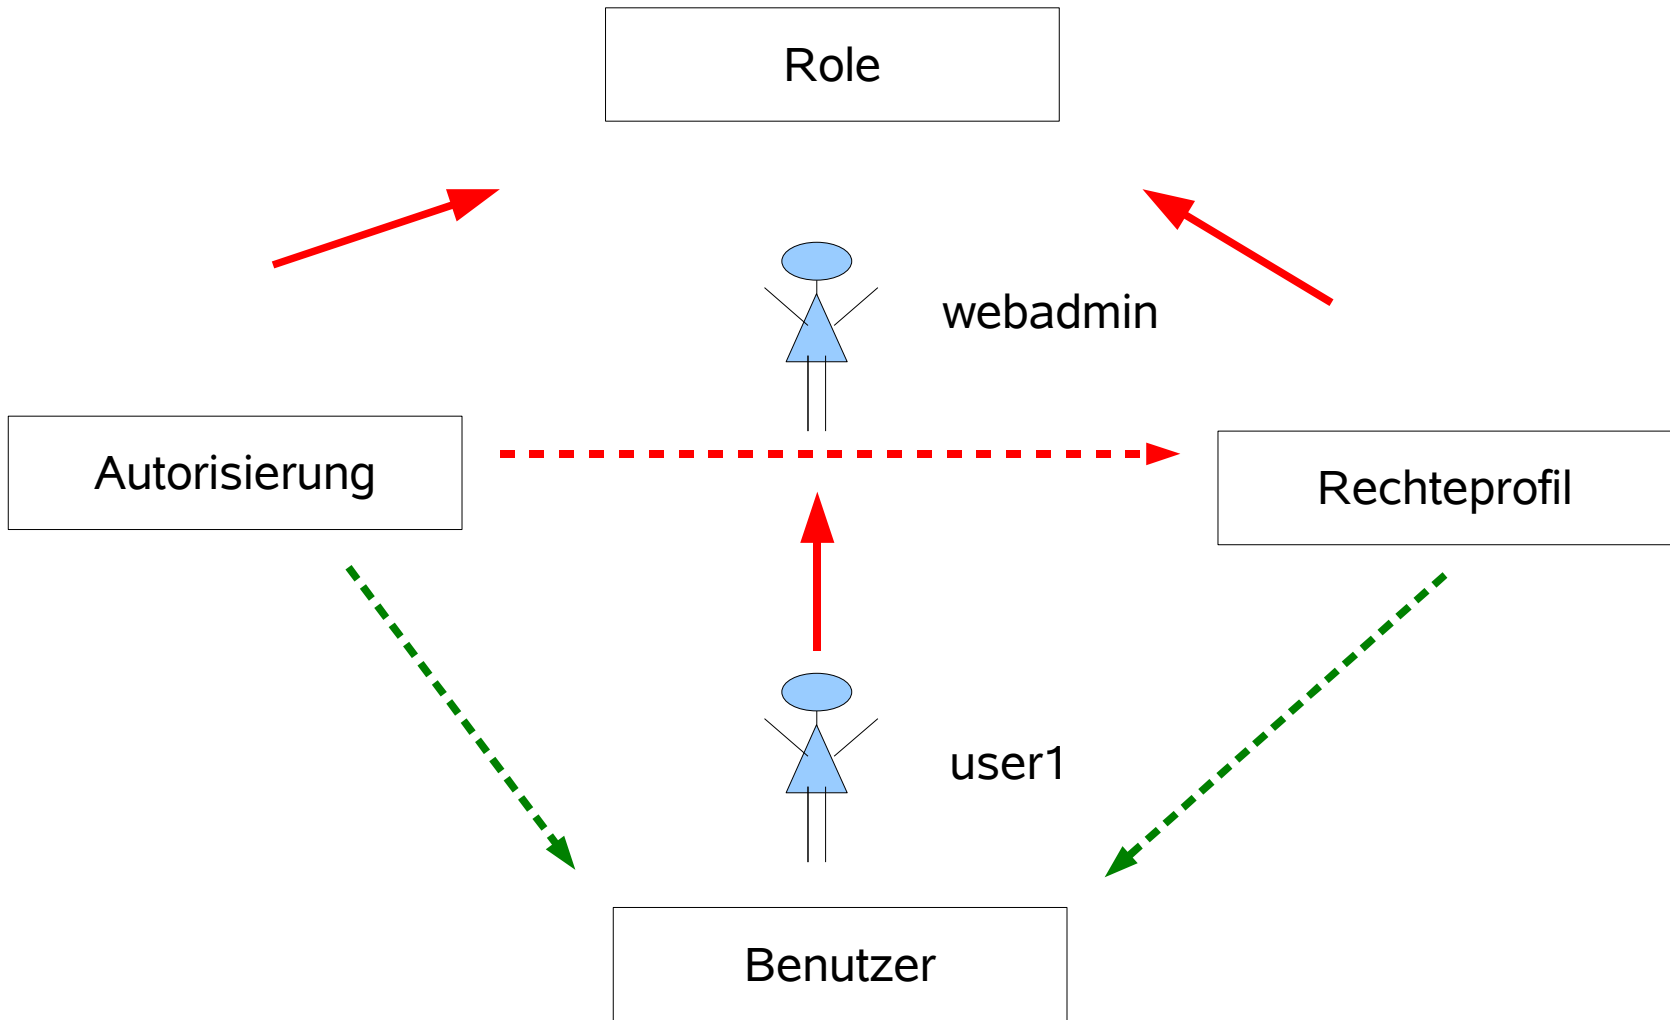 Role
webadmin
Autorisierung
Rechteprofil
user1
Benutzer